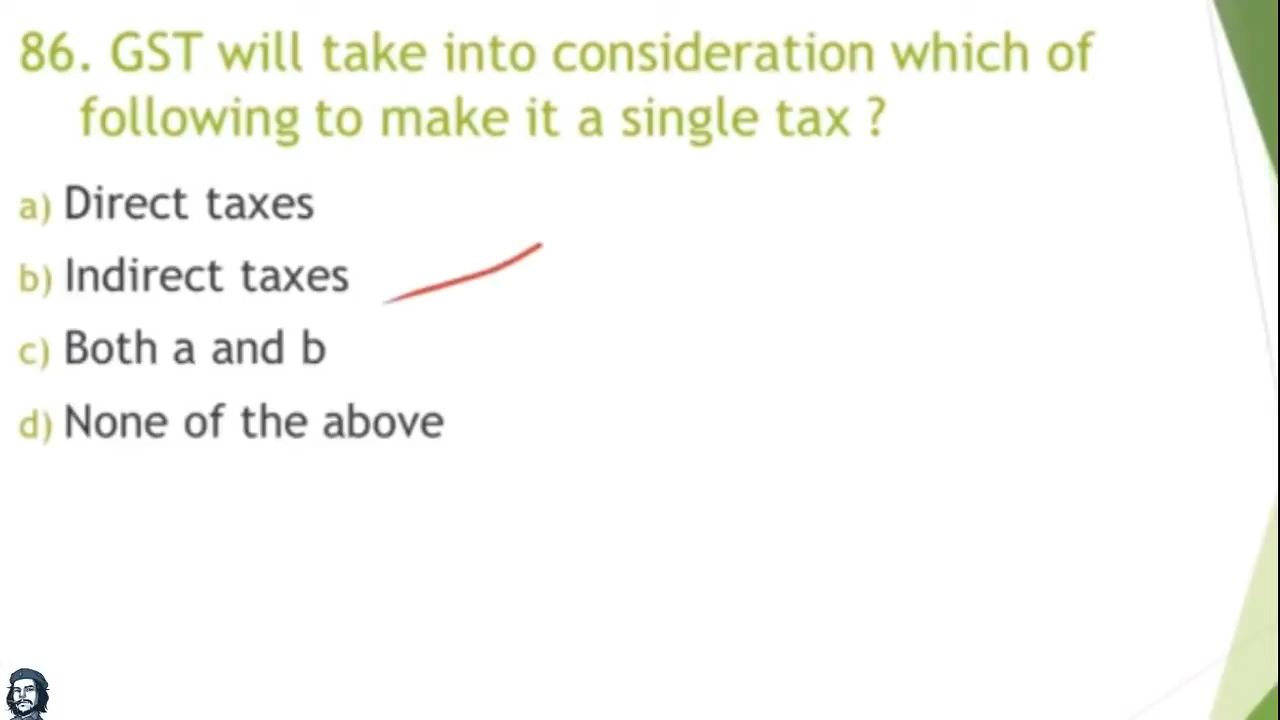 86. GST will take into consideration which of
following to make it a single tax ?
a) Direct taxes
b) Indirect taxes
c) Both a and b
d) None of the above